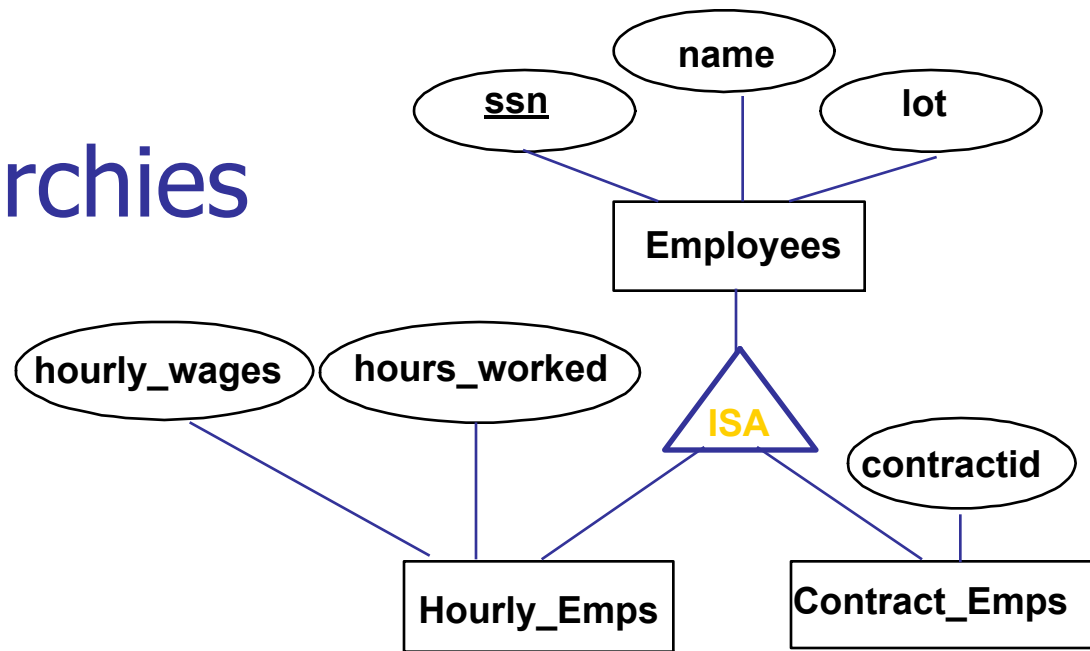 name
ssn
lot
rchies
Employees
hourly_wages
hours_worked
ISA
contractid
Hourly_Emps
Contract_Emps